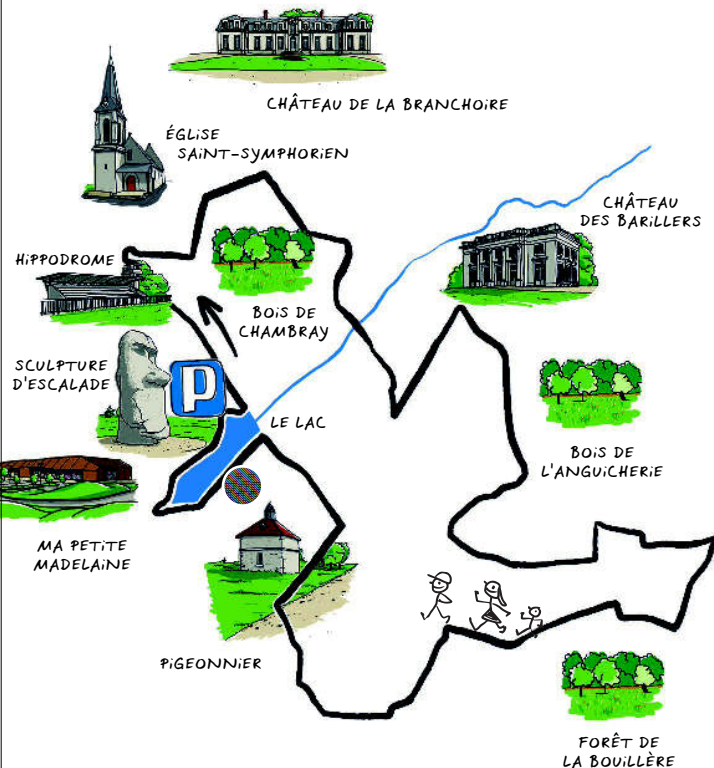 CHÂTEAU DE LA BRANCHOIRE
ÉGLISE
SAINT-SYMPHORIEN
CHÂTEAU
DES BARILLERS
HIPPODROME
BOIS DE
CHAMBRAY
SCULPTURE
D'ESCALADE
P
LE LAC
BOIS DE
L'ANGUICHERIE
MA PETITE
MADELAINE
PIGEONNIER
FORÊT DE
LA BOUILLÈRE